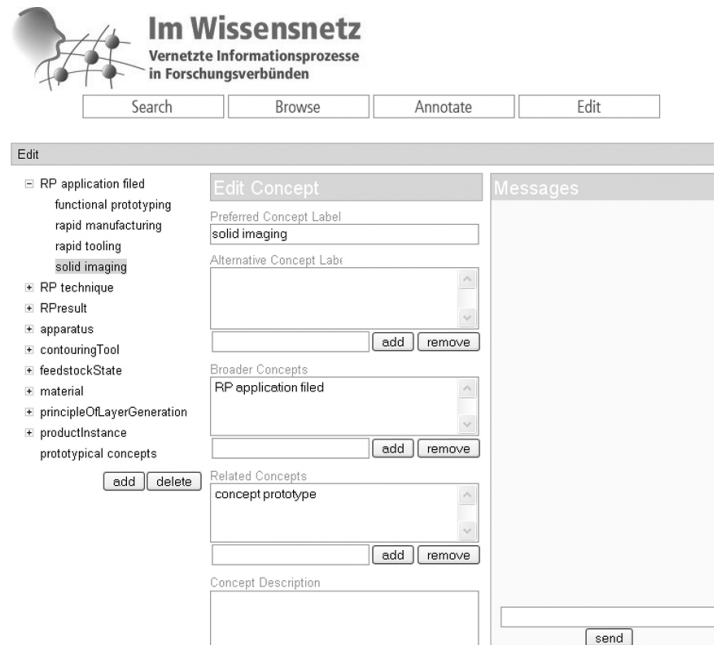 Im Wissensnetz
Vernetzte Informationsprozesse
in Forschungsverbünden
Search Browse Annotate Edit
Edit
RP application filed
functional prototyping
rapid manufacturing
rapid tooling
solid imaging
RP technique
RPresult
apparatus
contouringTool
feedstockState
material
principleOfLayerGeneration
productInstance
prototypical concepts
add delete
Edit Concept
Preferred Concept Label
solid imaging
Alternative Concept Labe
add remove
Broader Concepts
RP application filed
add remove
Related Concepts
concept prototype
add remove
Concept Description
Messages
send